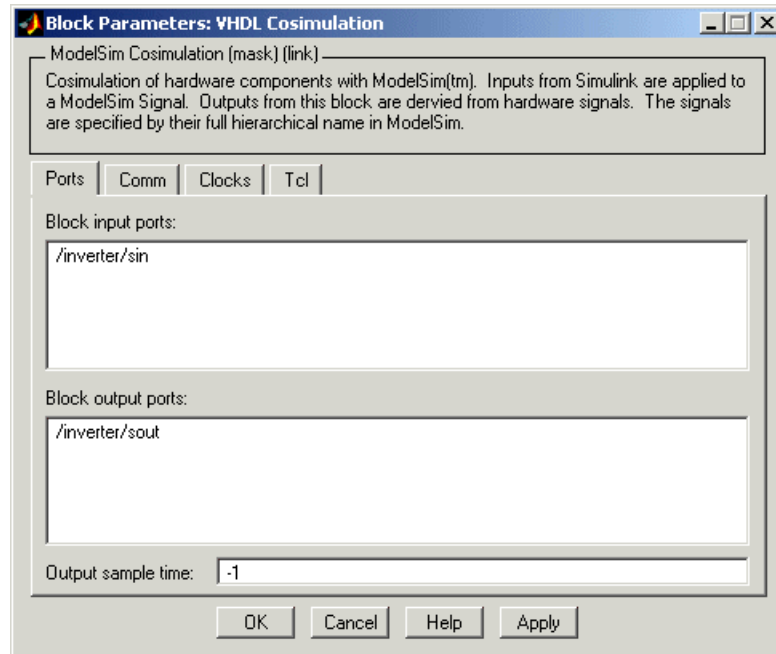 Block Parameters: VHDL Cosimulation
ModelSim Cosimulation (mask) (link)
Cosimulation of hardware components with ModelSim(tm). Inputs from Simulink are applied to
a ModelSim Signal. Outputs from this block are dervied from hardware signals. The signals
are specified by their full hierarchical name in ModelSim.
Ports Comm Clocks Tcl
Block input ports:
/inverter/sin
Block output ports:
/inverter/sout
Output sample time: -1
OK Cancel Help Apply